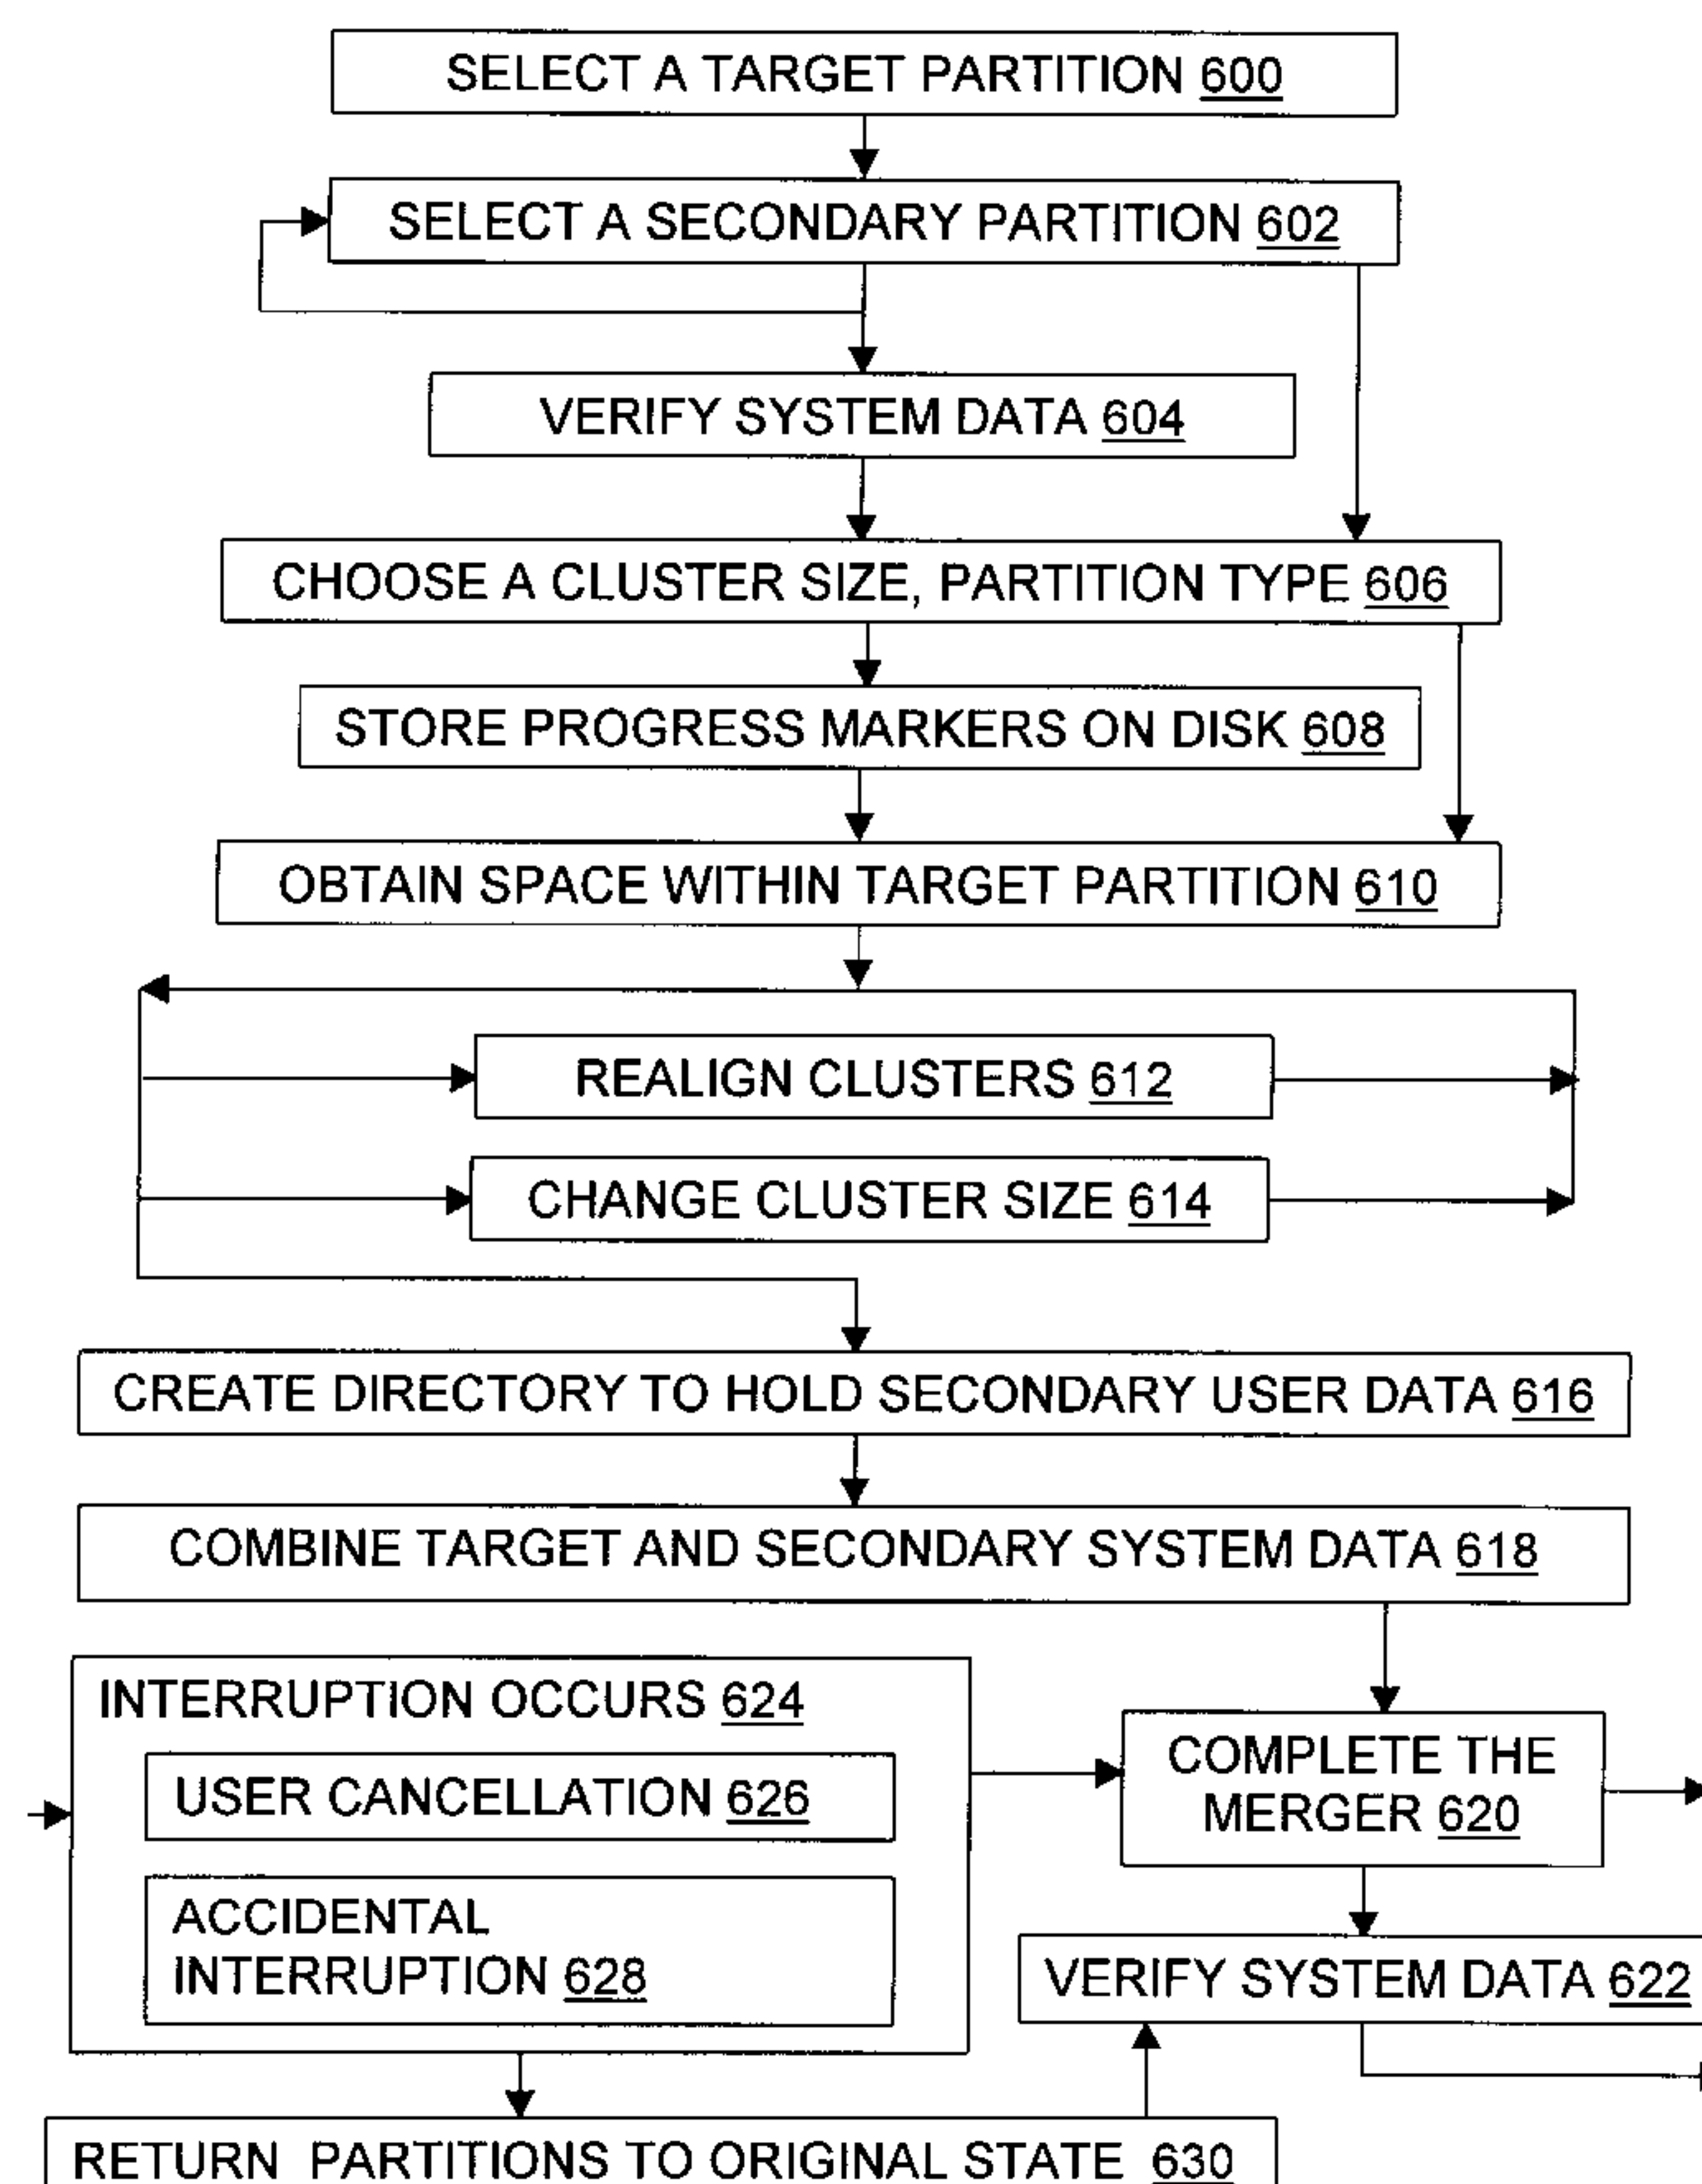 SELECT A TARGET PARTITION 600
SELECT A SECONDARY PARTITION 602
VERIFY SYSTEM DATA 604
CHOOSE A CLUSTER SIZE, PARTITION TYPE 606
STORE PROGRESS MARKERS ON DISK 608
OBTAIN SPACE WITHIN TARGET PARTITION 610
REALIGN CLUSTERS 612
CHANGE CLUSTER SIZE 614
CREATE DIRECTORY TO HOLD SECONDARY USER DATA 616
COMBINE TARGET AND SECONDARY SYSTEM DATA 618
INTERRUPTION OCCURS 624
USER CANCELLATION 626
ACCIDENTAL
INTERRUPTION 628
COMPLETE THE
MERGER 620
VERIFY SYSTEM DATA 622
RETURN PARTITIONS TO ORIGINAL STATE 630